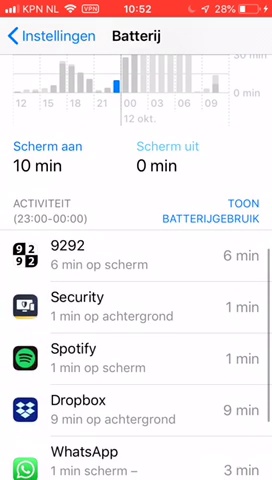 KPN NL VPN 10:52 28%
Instellingen Batterij
30 min
0 min
12 15 18 21 00 03 06 09
12 okt.
Scherm aan Scherm uit
10 min 0 min
ACTIVITEIT TOON
(23:00-00:00) BATTERIJGEBRUIK
9292
6 min op scherm 6 min
Security
1 min op achtergrond 1 min
Spotify
1 min op scherm 1 min
Dropbox
9 min op achtergrond 9 min
WhatsApp
1 min scherm – 3 min